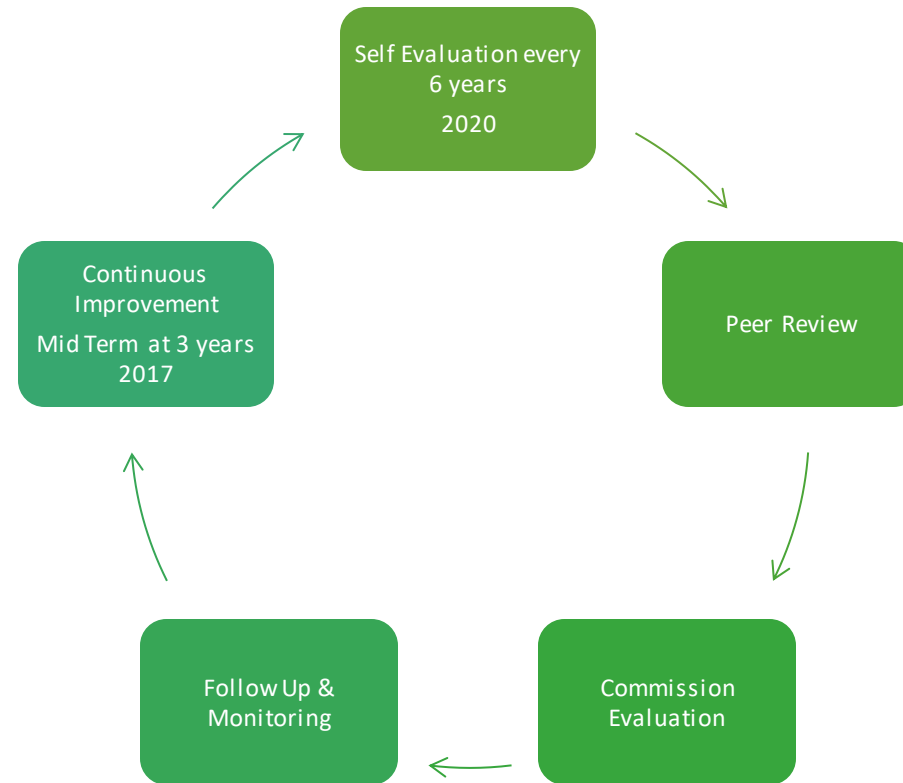 Self Evaluation every
6 years
2020
Peer Review
Commission
Evaluation
Follow Up &
Monitoring
Continuous
Improvement
Mid Term at 3 years
2017